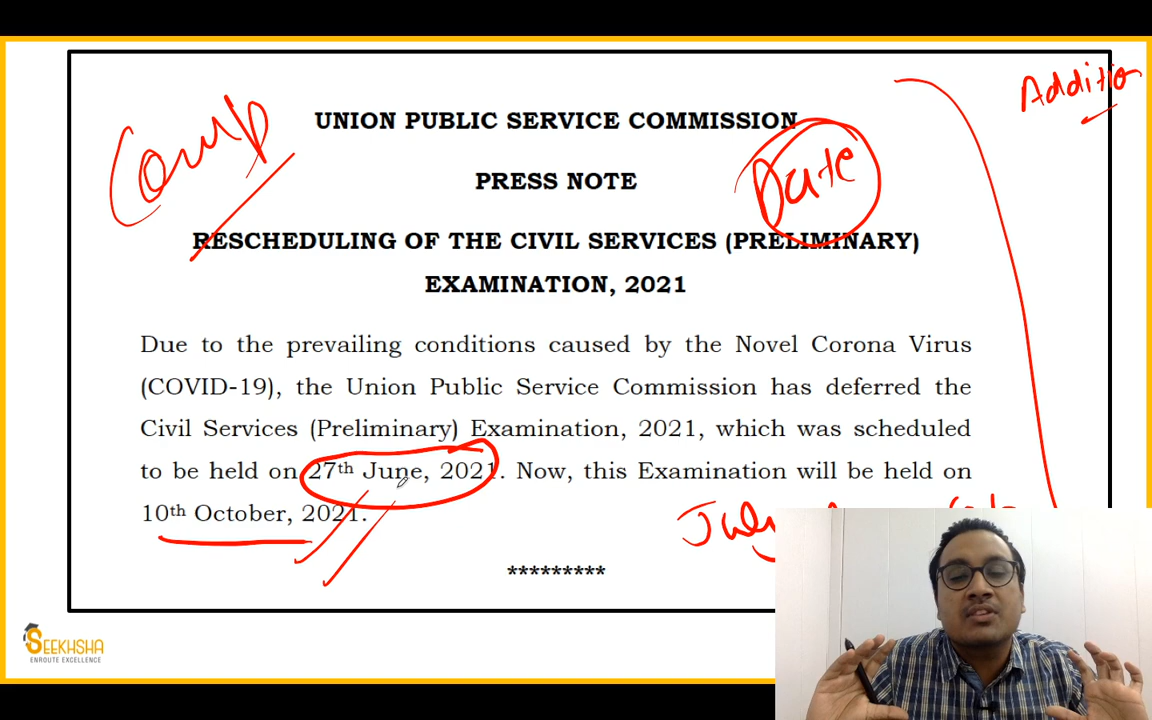 Addition
Comp
UNION PUBLIC SERVICE COMMISSION
Date
PRESS NOTE
RESCHEDULING OF THE CIVIL SERVICES (PRELIMINARY)
EXAMINATION, 2021
Due to the prevailing conditions caused by the Novel Corona Virus
(COVID-19), the Union Public Service Commission has deferred the
Civil Services (Preliminary) Examination, 2021, which was scheduled
to be held on 27th June, 2021. Now, this Examination will be held on
10th October, 2021.
July
*********
SEEKHSHA
ENROUTE EXCELLENCE